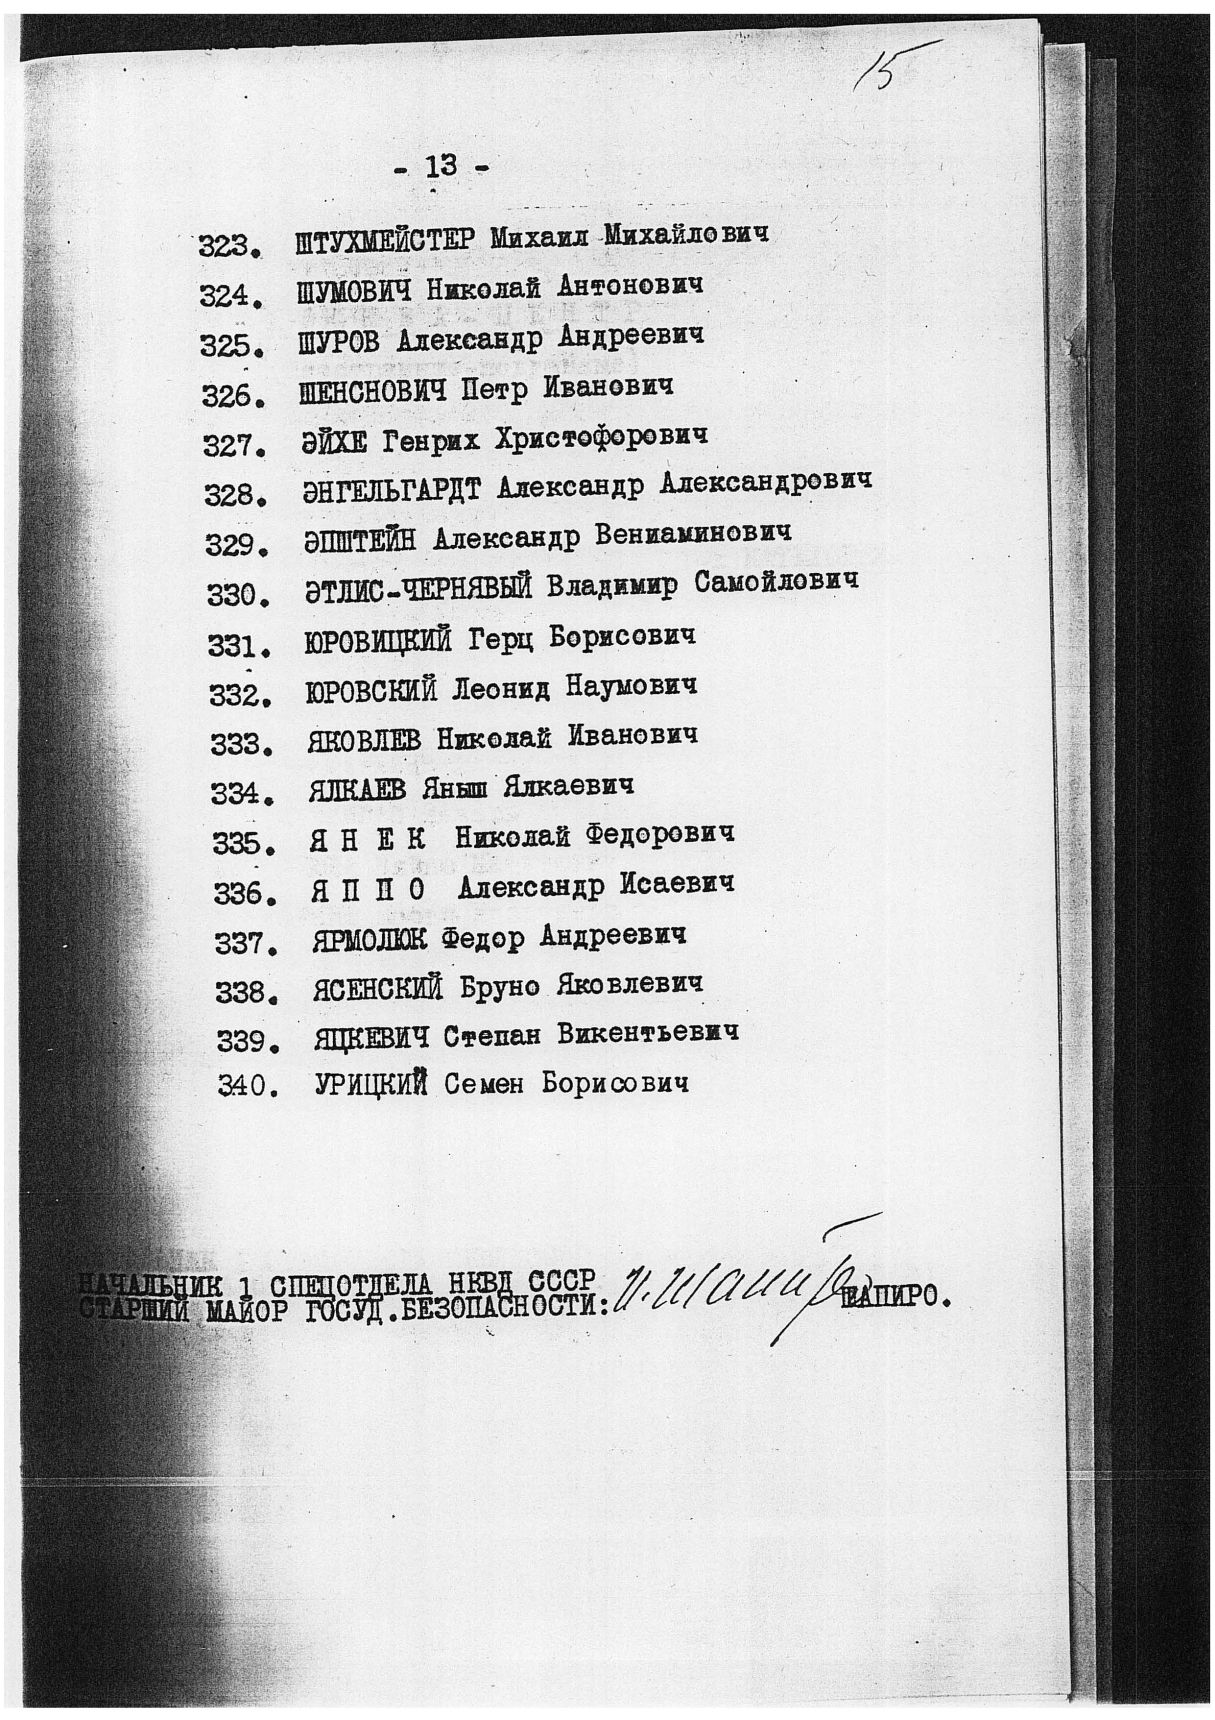 15
- 13 -
323. ШТУХМЕЙСТЕР Михаил Михайлович
324. ШУМОВИЧ Николай Антонович
325. ШУРОВ Александр Андреевич
326. ШЕНСНОВИЧ Петр Иванович
327. ЭЙХЕ Генрих Христофорович
328. ЭНГЕЛЬГАРДТ Александр Александрович
329. ЭПШТЕЙН Александр Вениаминович
330. ЭТЛИС-ЧЕРНЯВЫЙ Владимир Самойлович
331. ЮРОВИЦКИЙ Герц Борисович
332. ЮРОВСКИЙ Леонид Наумович
333. ЯКОВЛЕВ Николай Иванович
334. ЯЛКАЕВ Яныш Ялкаевич
335. Я Н Е К Николай Федорович
336. Я П П О Александр Исаевич
337. ЯРМОЛЮК Федор Андреевич
338. ЯСЕНСКИЙ Бруно Яковлевич
339. ЯЦКЕВИЧ Степан Викентьевич
340. УРИЦКИЙ Семен Борисович
НАЧАЛЬНИК 1 СПЕЦОТДЕЛА НКВД СССР
СТАРШИЙ МАЙОР ГОСУД.БЕЗОПАСНОСТИ: И.Шапиро ШАПИРО.